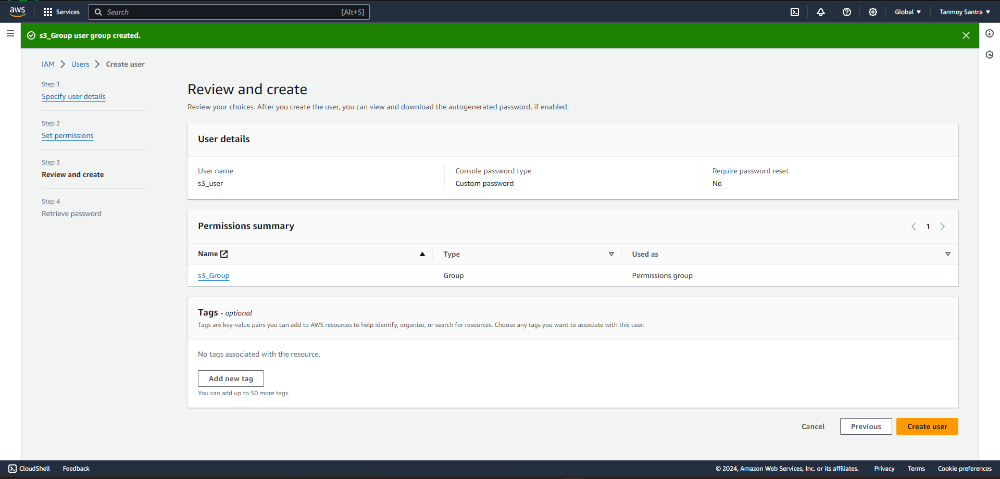 aws
Services
Search
[Alt+S]
Global
Tanmoy Santra
s3_Group user group created.
IAM
Users
Create user
Step 1
Specify user details
Step 2
Set permissions
Step 3
Review and create
Step 4
Retrieve password
Review and create
Review your choices. After you create the user, you can view and download the autogenerated password, if enabled.
User details
User name
s3_user
Console password type
Custom password
Require password reset
No
Permissions summary
1
Name
Type
Used as
s3_Group
Group
Permissions group
Tags - optional
Tags are key-value pairs you can add to AWS resources to help identify, organize, or search for resources. Choose any tags you want to associate with this user.
No tags associated with the resource.
Add new tag
You can add up to 50 more tags.
Cancel
Previous
Create user
CloudShell
Feedback
© 2024, Amazon Web Services, Inc. or its affiliates.
Privacy
Terms
Cookie preferences